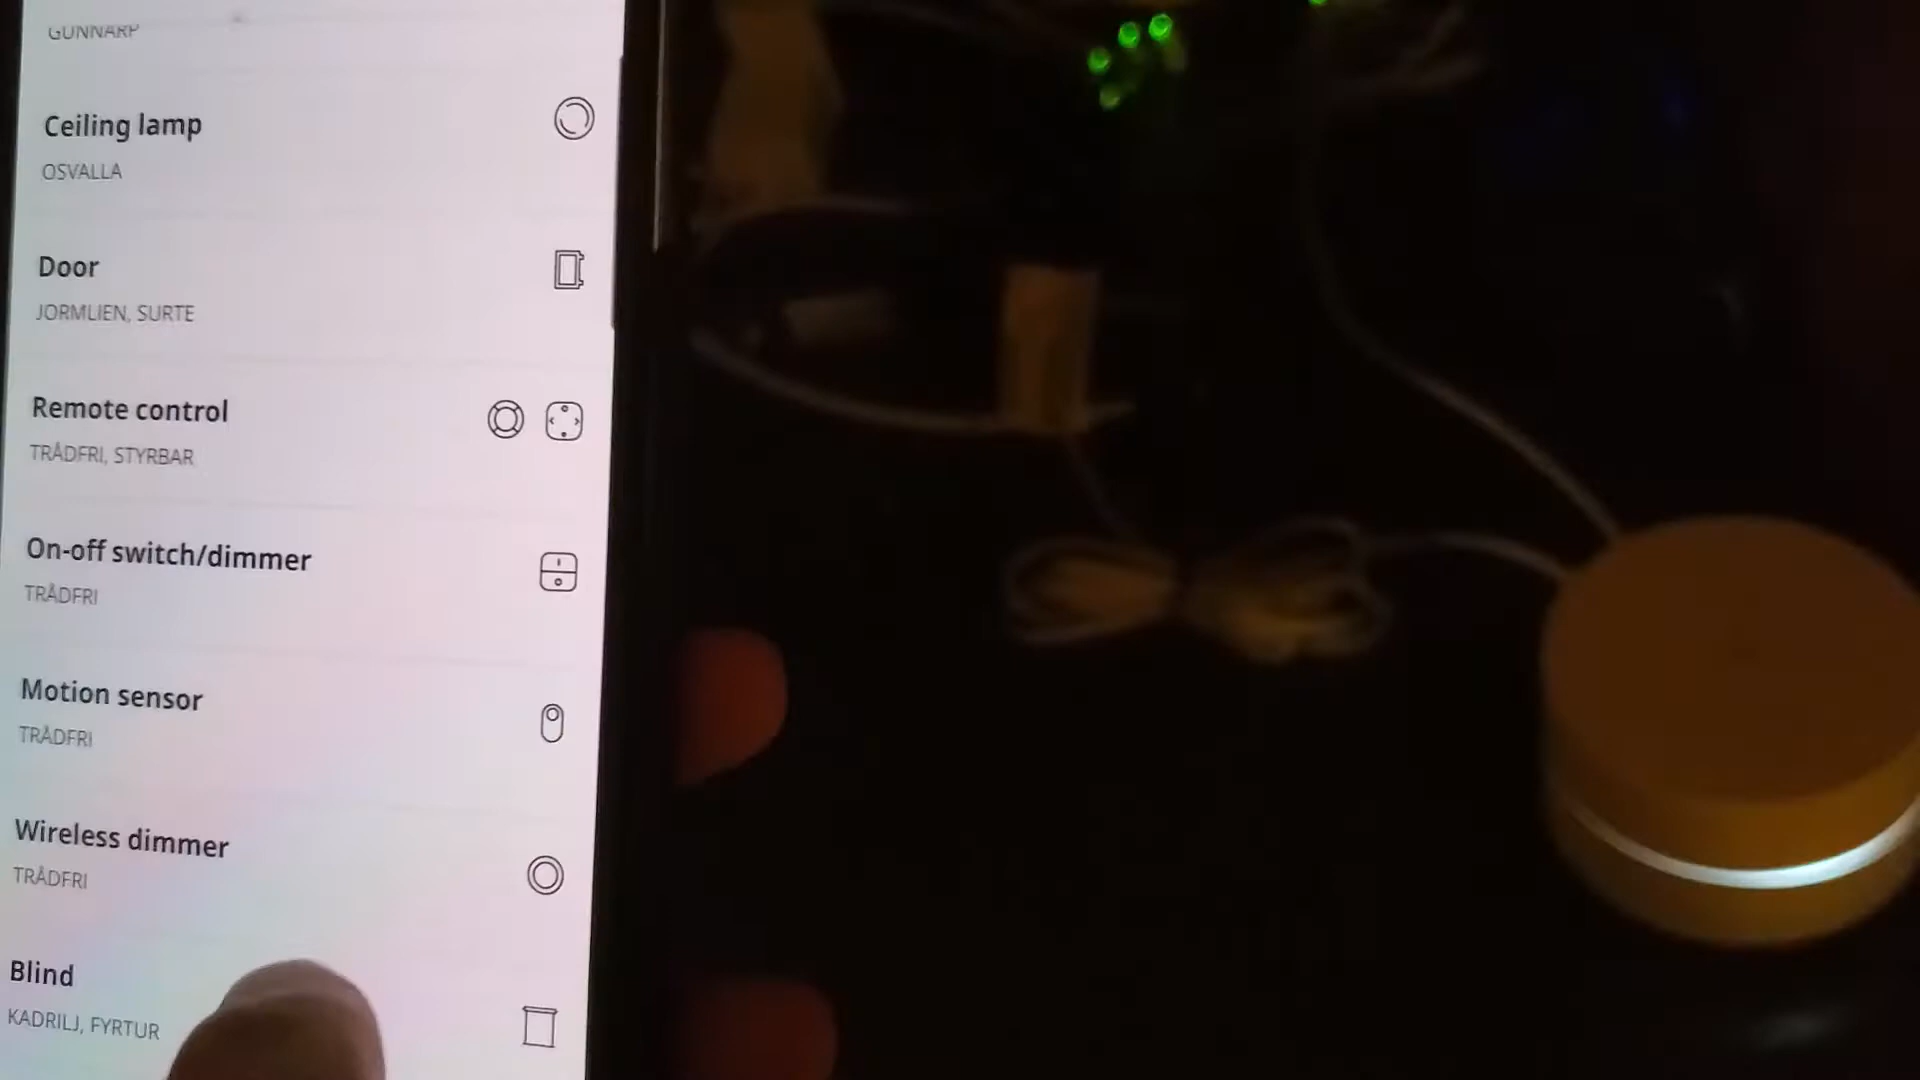 GUNNARP
Ceiling lamp
OSVALLA
Door
JORMLIEN, SURTE
Remote control
TRÅDFRI, STYRBAR
On-off switch/dimmer
TRÅDFRI
Motion sensor
TRÅDFRI
Wireless dimmer
TRÅDFRI
Blind
KADRILJ, FYRTUR